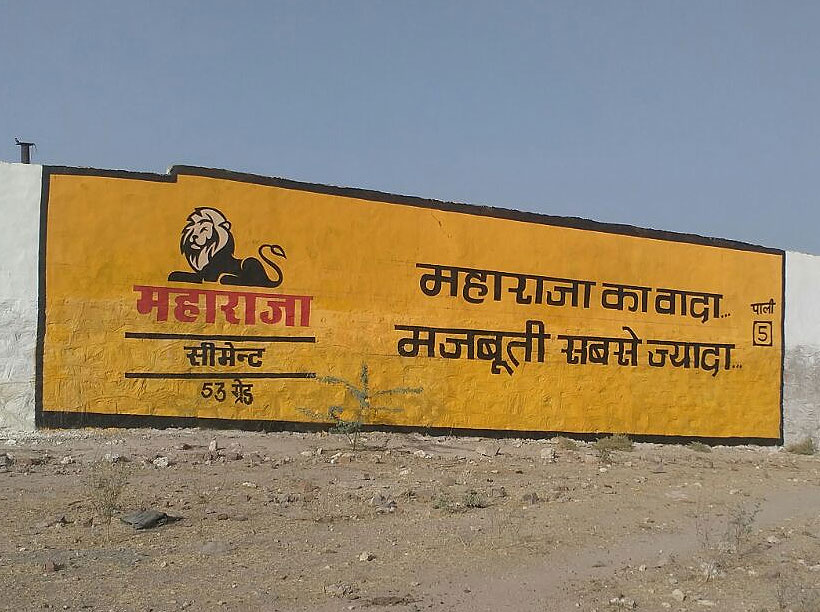 महाराजा
सीमेन्ट
53 ग्रेड
महाराजा का वादा...
मजबूती सबसे ज्यादा...
पाली
5